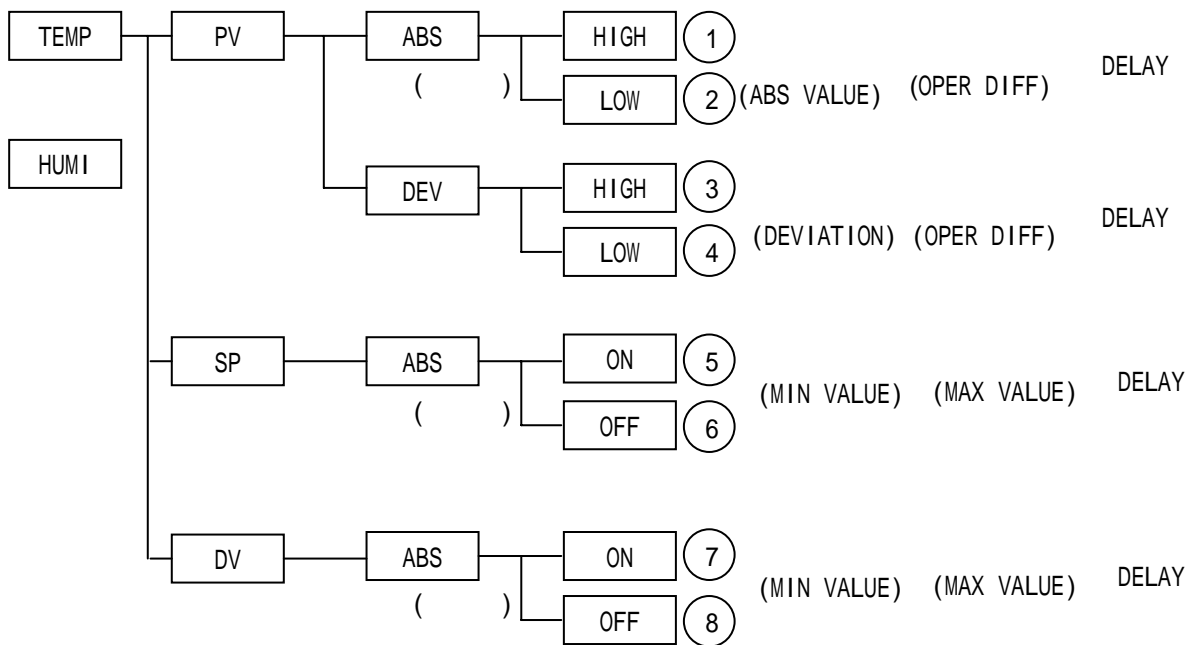 TEMP PV ABS HIGH 1
( ) LOW 2 (ABS VALUE) (OPER DIFF) DELAY
HUMI DEV HIGH 3
LOW 4 (DEVIATION) (OPER DIFF) DELAY
SP ABS ON 5
( ) OFF 6 (MIN VALUE) (MAX VALUE) DELAY
DV ABS ON 7
( ) OFF 8 (MIN VALUE) (MAX VALUE) DELAY